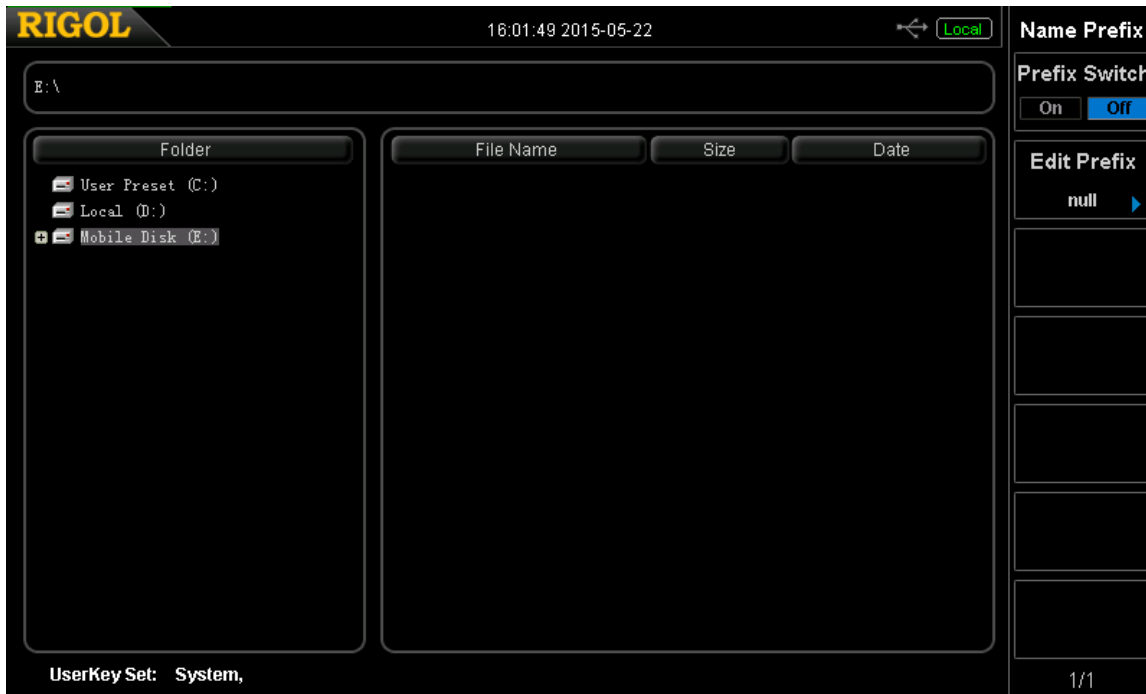 RIGOL
16:01:49 2015-05-22
Local
Name Prefix
Prefix Switch
On Off
Edit Prefix
null
E:\
Folder
File Name Size Date
User Preset (C:)
Local (D:)
Mobile Disk (E:)
UserKey Set: System,
1/1